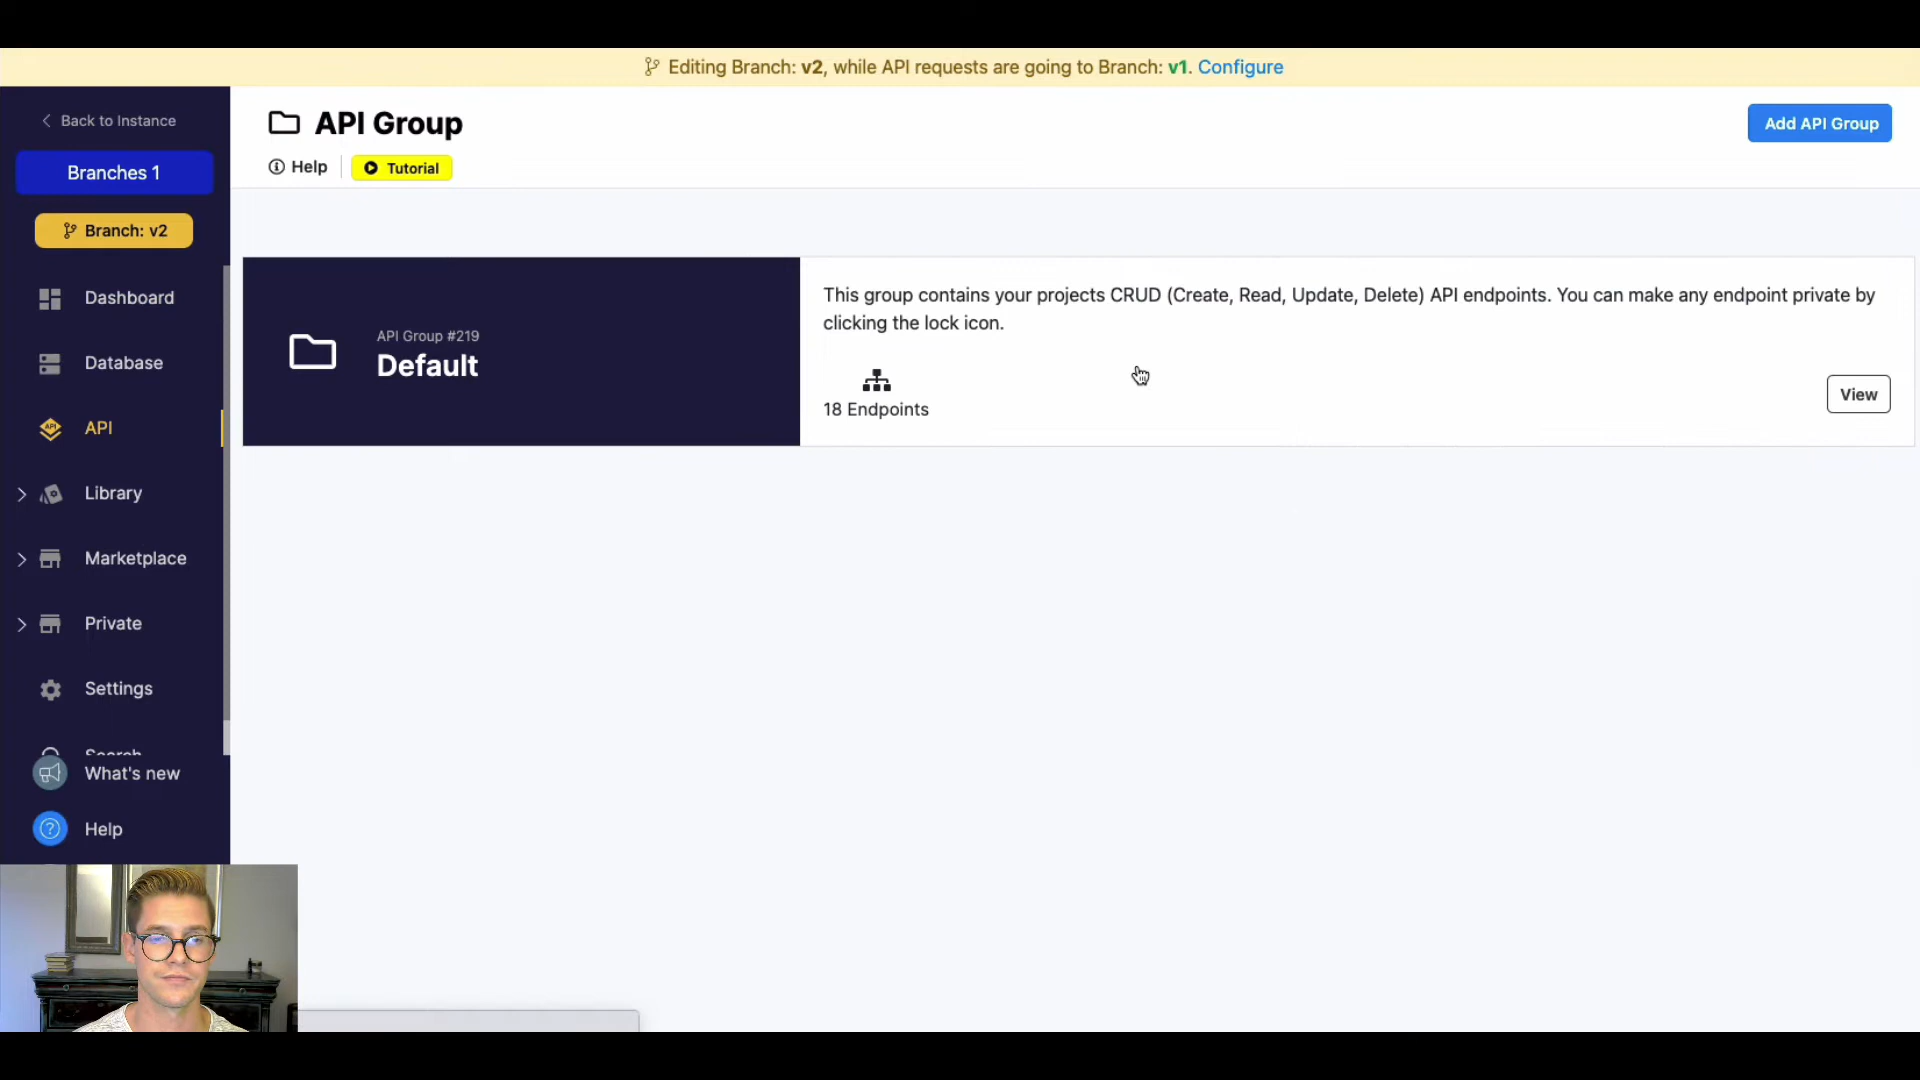 Editing Branch: v2, while API requests are going to Branch: v1. Configure
Back to Instance
Branches 1
Branch: v2
Dashboard
Database
API
Library
Marketplace
Private
Settings
Search
What's new
Help
API Group
Help
Tutorial
Add API Group
API Group #219
Default
This group contains your projects CRUD (Create, Read, Update, Delete) API endpoints. You can make any endpoint private by
clicking the lock icon.
18 Endpoints
View